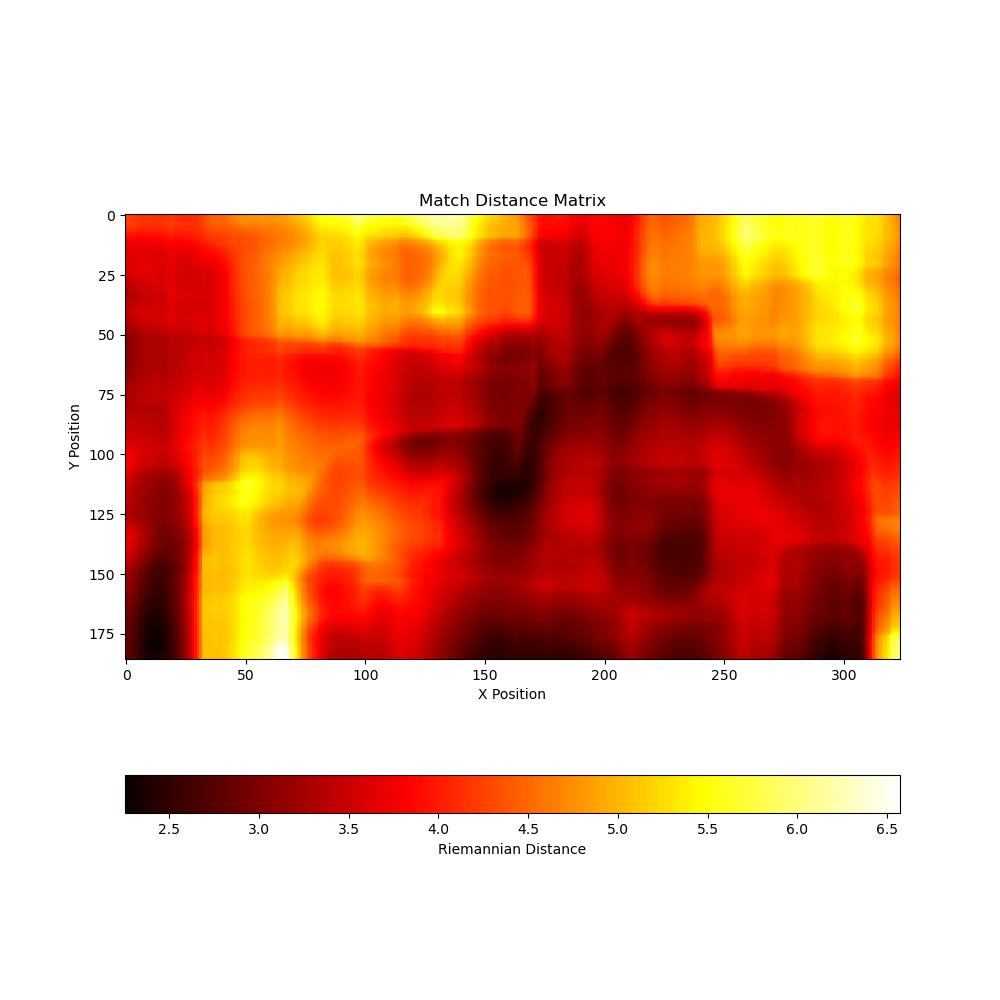 Match Distance Matrix
0
25
50
75
100
125
150
175
Y Position
0 50 100 150 200 250 300
X Position
2.5 3.0 3.5 4.0 4.5 5.0 5.5 6.0 6.5
Riemannian Distance